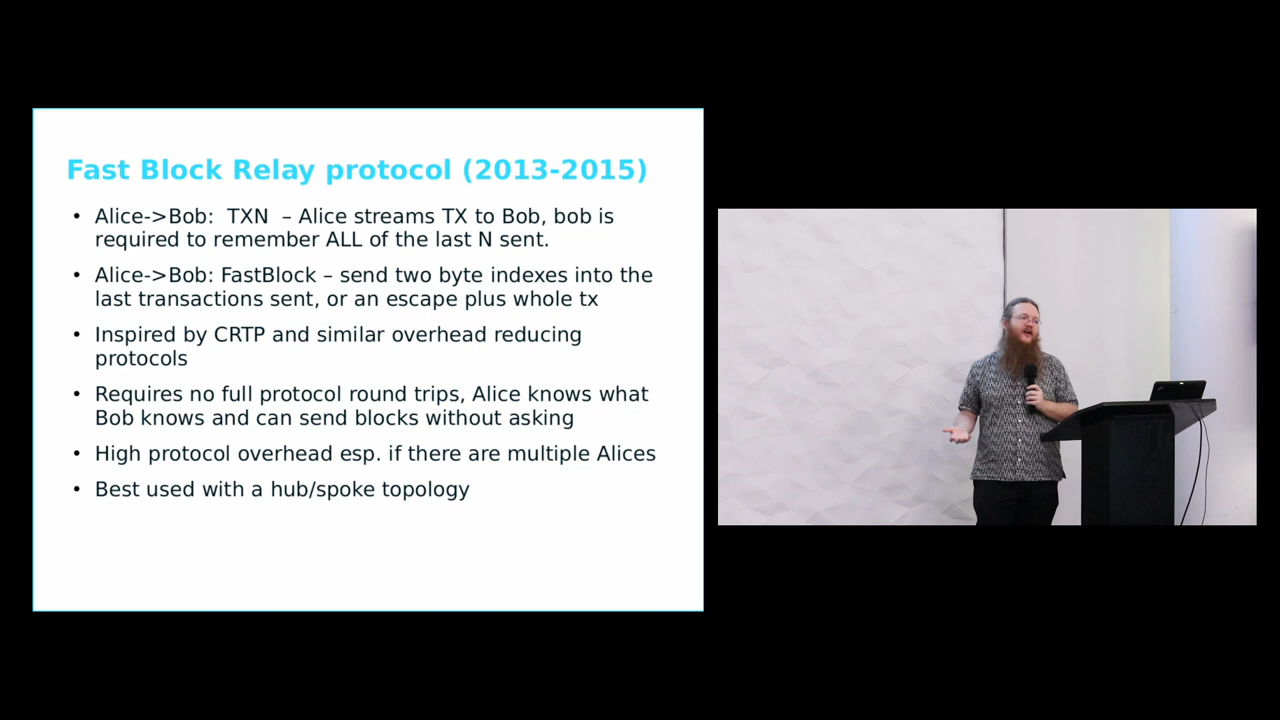 Fast Block Relay protocol (2013-2015)
• Alice->Bob:  TXN  – Alice streams TX to Bob, bob is
required to remember ALL of the last N sent.
• Alice->Bob: FastBlock – send two byte indexes into the
last transactions sent, or an escape plus whole tx
• Inspired by CRTP and similar overhead reducing
protocols
• Requires no full protocol round trips, Alice knows what
Bob knows and can send blocks without asking
• High protocol overhead esp. if there are multiple Alices
• Best used with a hub/spoke topology